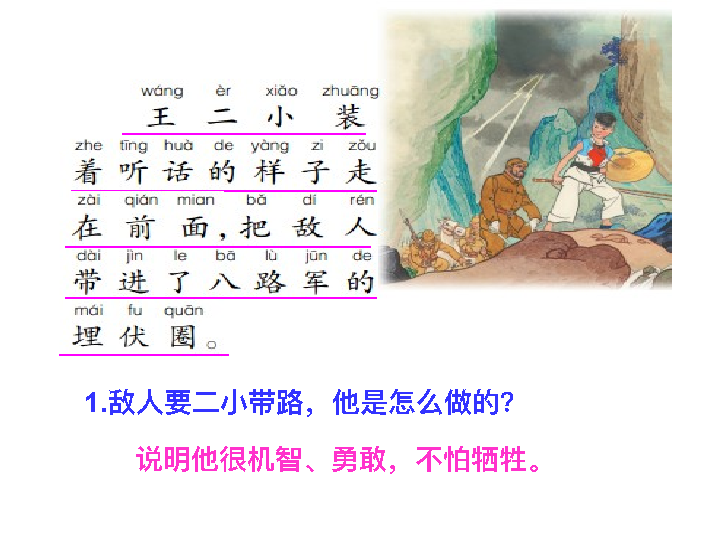 wáng èr xiǎo zhuāng
王 二 小 装
zhe tīng huà de yàng zi zǒu
着 听 话 的 样 子 走
zài qián mian bǎ dí rén
在 前 面，把 敌 人
dài jìn le bā lù jūn de
带 进 了 八 路 军 的
mái fu quān
埋 伏 圈。
1.敌人要二小带路，他是怎么做的?
说明他很机智、勇敢，不怕牺牲。